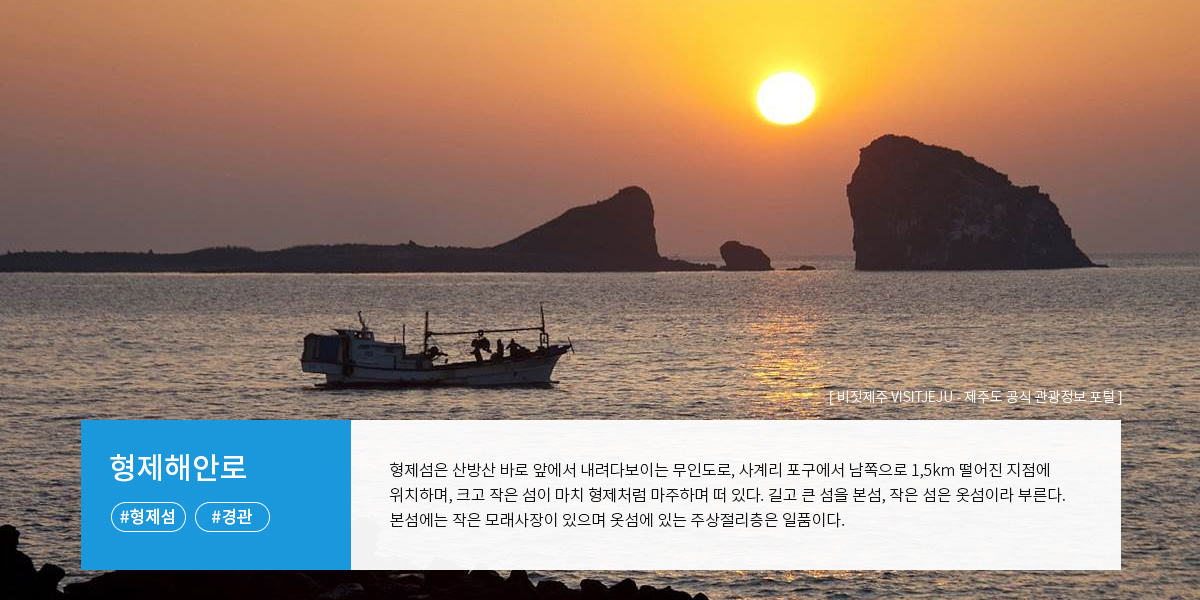 [ 비짓제주 VISITJEJU - 제주도 공식 관광정보 포털 ]
형제해안로
#형제섬 #경관
형제섬은 산방산 바로 앞에서 내려다보이는 무인도로, 사계리 포구에서 남쪽으로 1,5km 떨어진 지점에
위치하며, 크고 작은 섬이 마치 형제처럼 마주하며 떠 있다. 길고 큰 섬을 본섬, 작은 섬은 옷섬이라 부른다.
본섬에는 작은 모래사장이 있으며 옷섬에 있는 주상절리층은 일품이다.